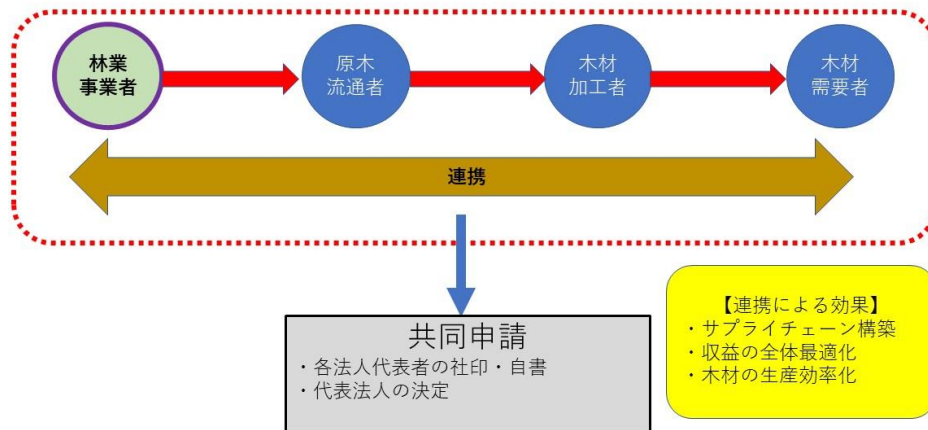 林業
事業者
原木
流通者
木材
加工者
木材
需要者
連携
共同申請
・各法人代表者の社印・自書
・代表法人の決定
【連携による効果】
・サプライチェーン構築
・収益の全体最適化
・木材の生産効率化